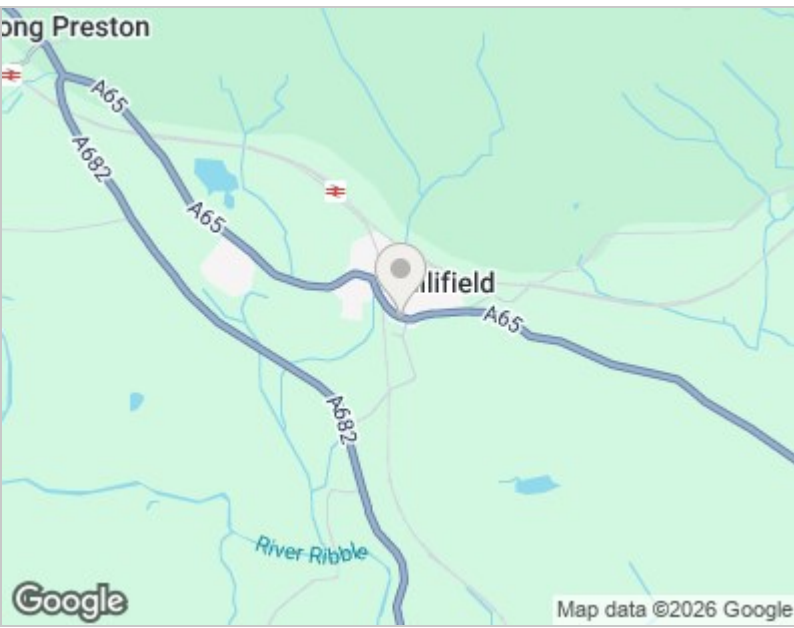 ong Preston
A65
A682
A65
llifield
A65
A682
River Ribble
Google
Map data ©2026 Google